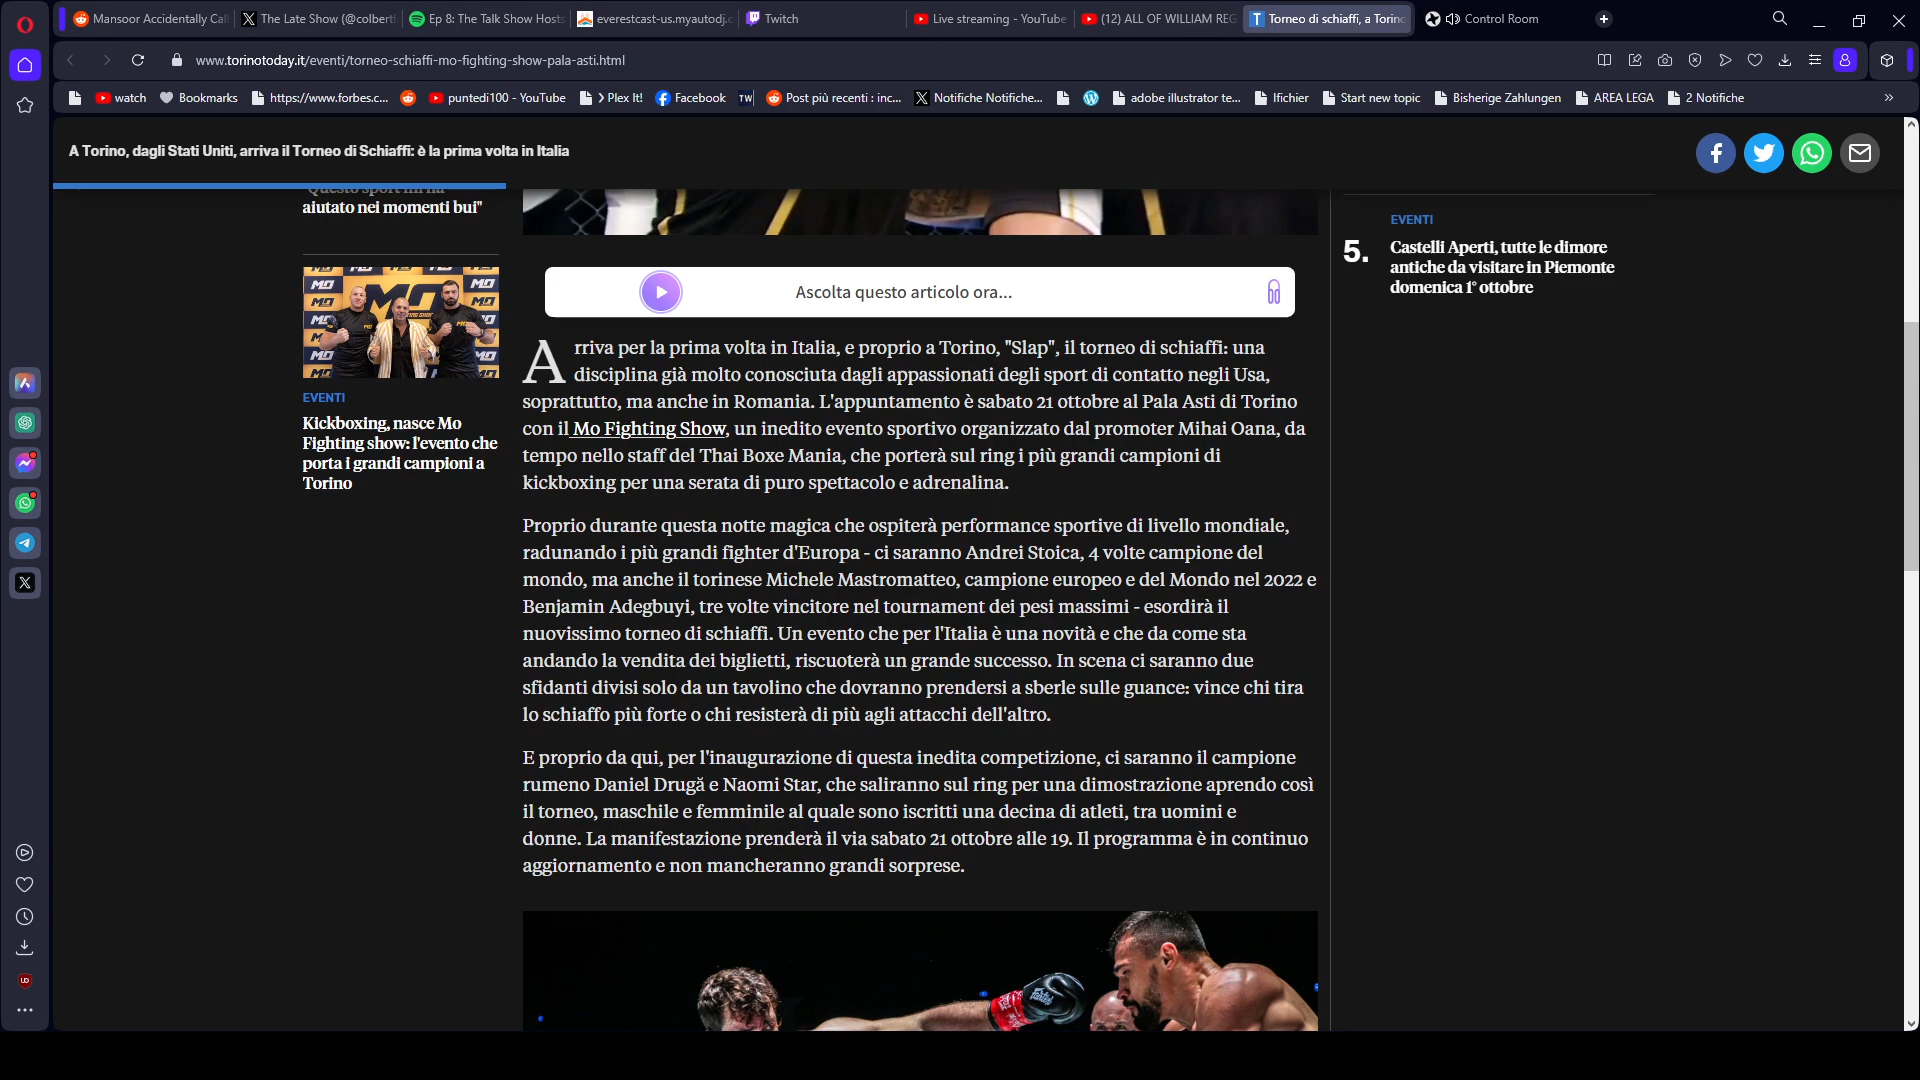 Mansoor Accidentally Cal
The Late Show (@colbert
Ep 8: The Talk Show Hosts
everestcast-us.myautodj.c
Twitch
Live streaming - YouTube
(12) ALL OF WILLIAM REG
Torneo di schiaffi, a Torino
Control Room
www.torinotoday.it/eventi/torneo-schiaffi-mo-fighting-show-pala-asti.html
watch
Bookmarks
https://www.forbes.c...
puntedi100 - YouTube
> Plex It!
Facebook
TW
Post più recenti : inc...
Notifiche Notifiche...
adobe illustrator te...
Ifichier
Start new topic
Bisherige Zahlungen
AREA LEGA
2 Notifiche
»
A Torino, dagli Stati Uniti, arriva il Torneo di Schiaffi: è la prima volta in Italia
"Questo sport mi ha
aiutato nei momenti bui"
MO
EVENTI
Kickboxing, nasce Mo
Fighting show: l'evento che
porta i grandi campioni a
Torino
Ascolta questo articolo ora...
Arriva per la prima volta in Italia, e proprio a Torino, "Slap", il torneo di schiaffi: una
disciplina già molto conosciuta dagli appassionati degli sport di contatto negli Usa,
soprattutto, ma anche in Romania. L'appuntamento è sabato 21 ottobre al Pala Asti di Torino
con il Mo Fighting Show, un inedito evento sportivo organizzato dal promoter Mihai Oana, da
tempo nello staff del Thai Boxe Mania, che porterà sul ring i più grandi campioni di
kickboxing per una serata di puro spettacolo e adrenalina.
Proprio durante questa notte magica che ospiterà performance sportive di livello mondiale,
radunando i più grandi fighter d'Europa - ci saranno Andrei Stoica, 4 volte campione del
mondo, ma anche il torinese Michele Mastromatteo, campione europeo e del Mondo nel 2022 e
Benjamin Adegbuyi, tre volte vincitore nel tournament dei pesi massimi - esordirà il
nuovissimo torneo di schiaffi. Un evento che per l'Italia è una novità e che da come sta
andando la vendita dei biglietti, riscuoterà un grande successo. In scena ci saranno due
sfidanti divisi solo da un tavolino che dovranno prendersi a sberle sulle guance: vince chi tira
lo schiaffo più forte o chi resisterà di più agli attacchi dell'altro.
E proprio da qui, per l'inaugurazione di questa inedita competizione, ci saranno il campione
rumeno Daniel Drugă e Naomi Star, che saliranno sul ring per una dimostrazione aprendo così
il torneo, maschile e femminile al quale sono iscritti una decina di atleti, tra uomini e
donne. La manifestazione prenderà il via sabato 21 ottobre alle 19. Il programma è in continuo
aggiornamento e non mancheranno grandi sorprese.
EVENTI
5.
Castelli Aperti, tutte le dimore
antiche da visitare in Piemonte
domenica 1° ottobre